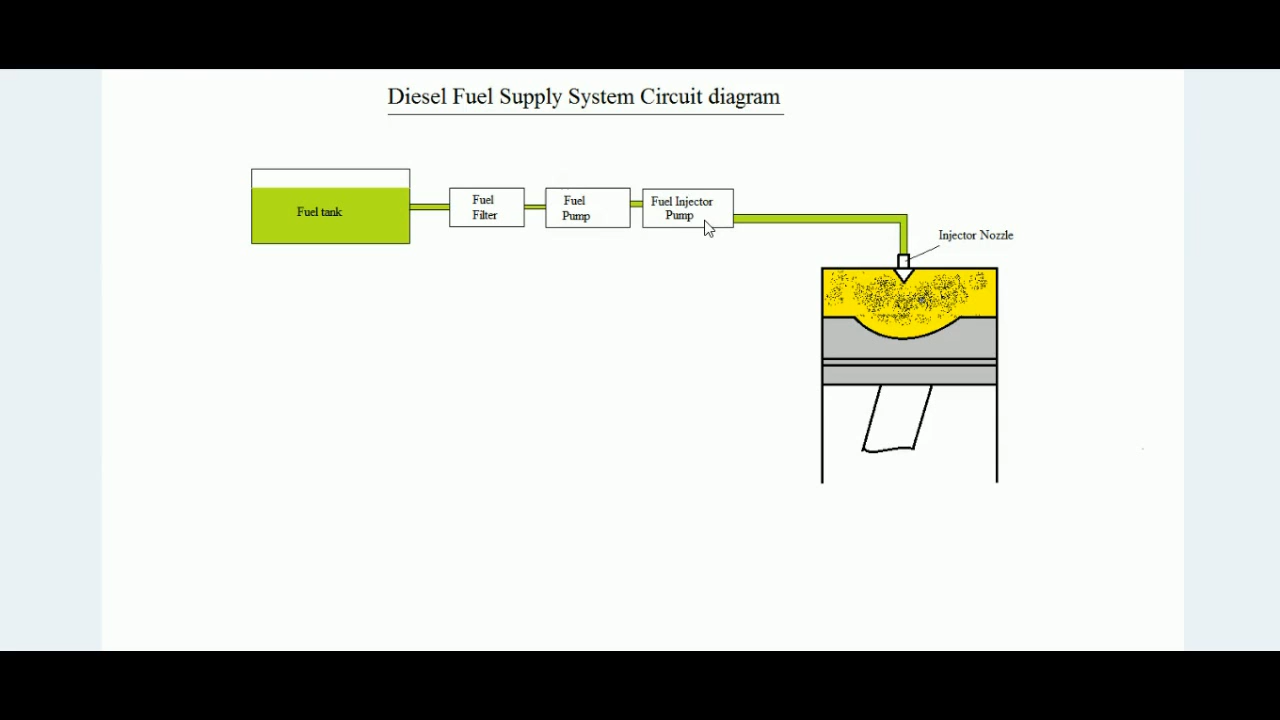 Diesel Fuel Supply System Circuit diagram
Fuel tank
Fuel
Filter
Fuel
Pump
Fuel Injector
Pump
Injector Nozzle